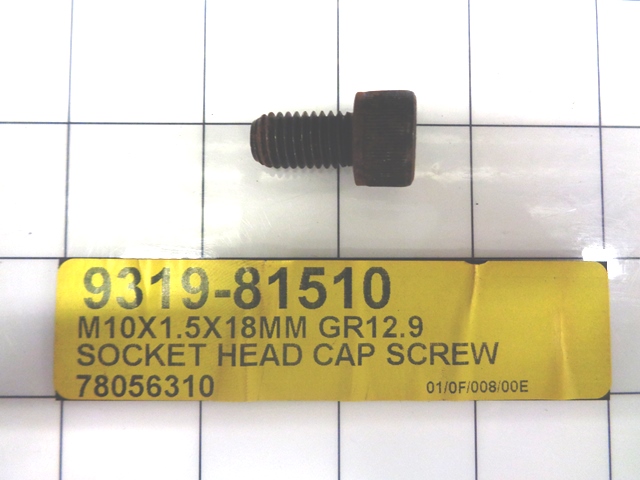 9319-81510
M10X1.5X18MM GR12.9
SOCKET HEAD CAP SCREW
78056310
01/0F/008/00E